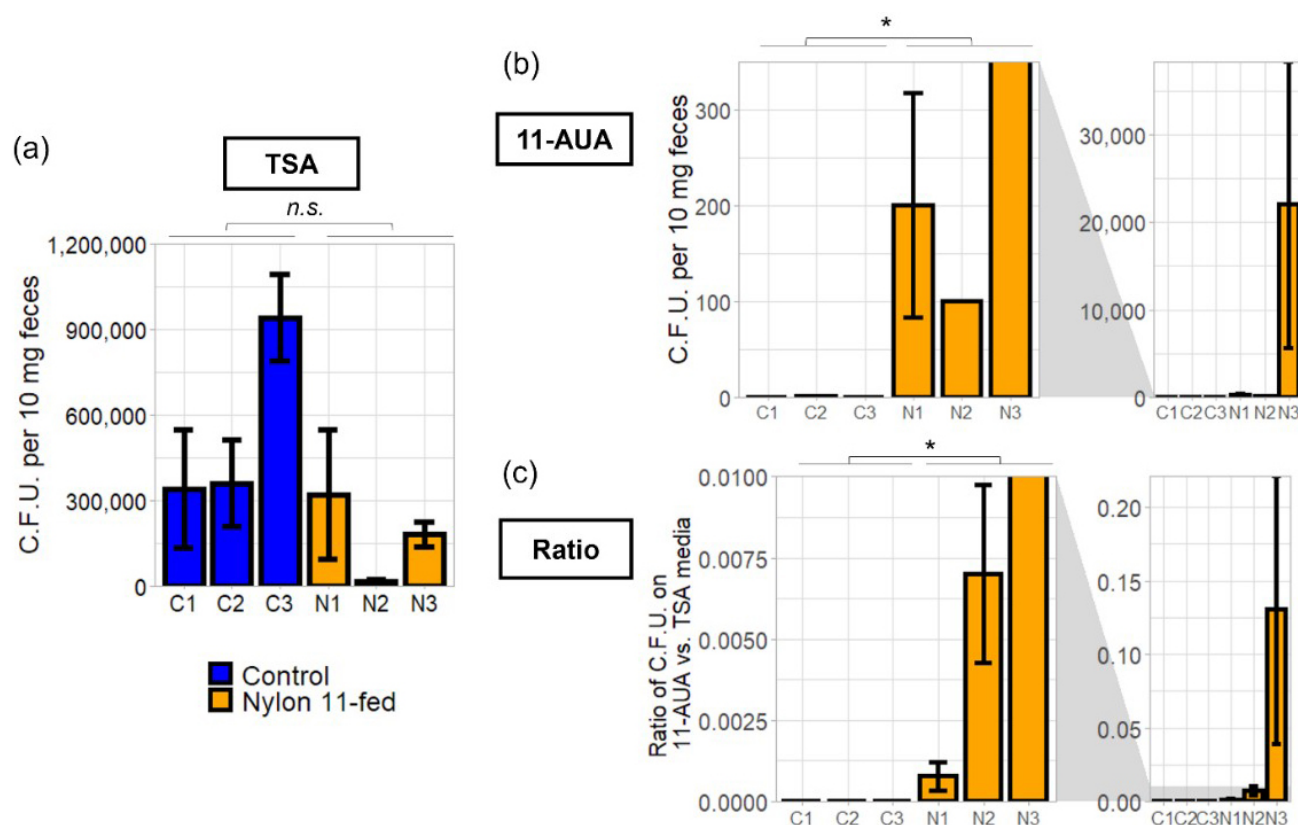 (a)
TSA
n.s.
C.F.U. per 10 mg feces
1,200,000
900,000
600,000
300,000
0
C1 C2 C3 N1 N2 N3
Control
Nylon 11-fed
(b)
11-AUA
*
C.F.U. per 10 mg feces
300
200
100
0
C1 C2 C3 N1 N2 N3
30,000
20,000
10,000
0
C1C2C3N1N2N3
(c)
Ratio
*
Ratio of C.F.U. on
11-AUA vs. TSA media
0.0100
0.0075
0.0050
0.0025
0.0000
C1 C2 C3 N1 N2 N3
0.20
0.15
0.10
0.05
0.00
C1C2C3N1N2N3